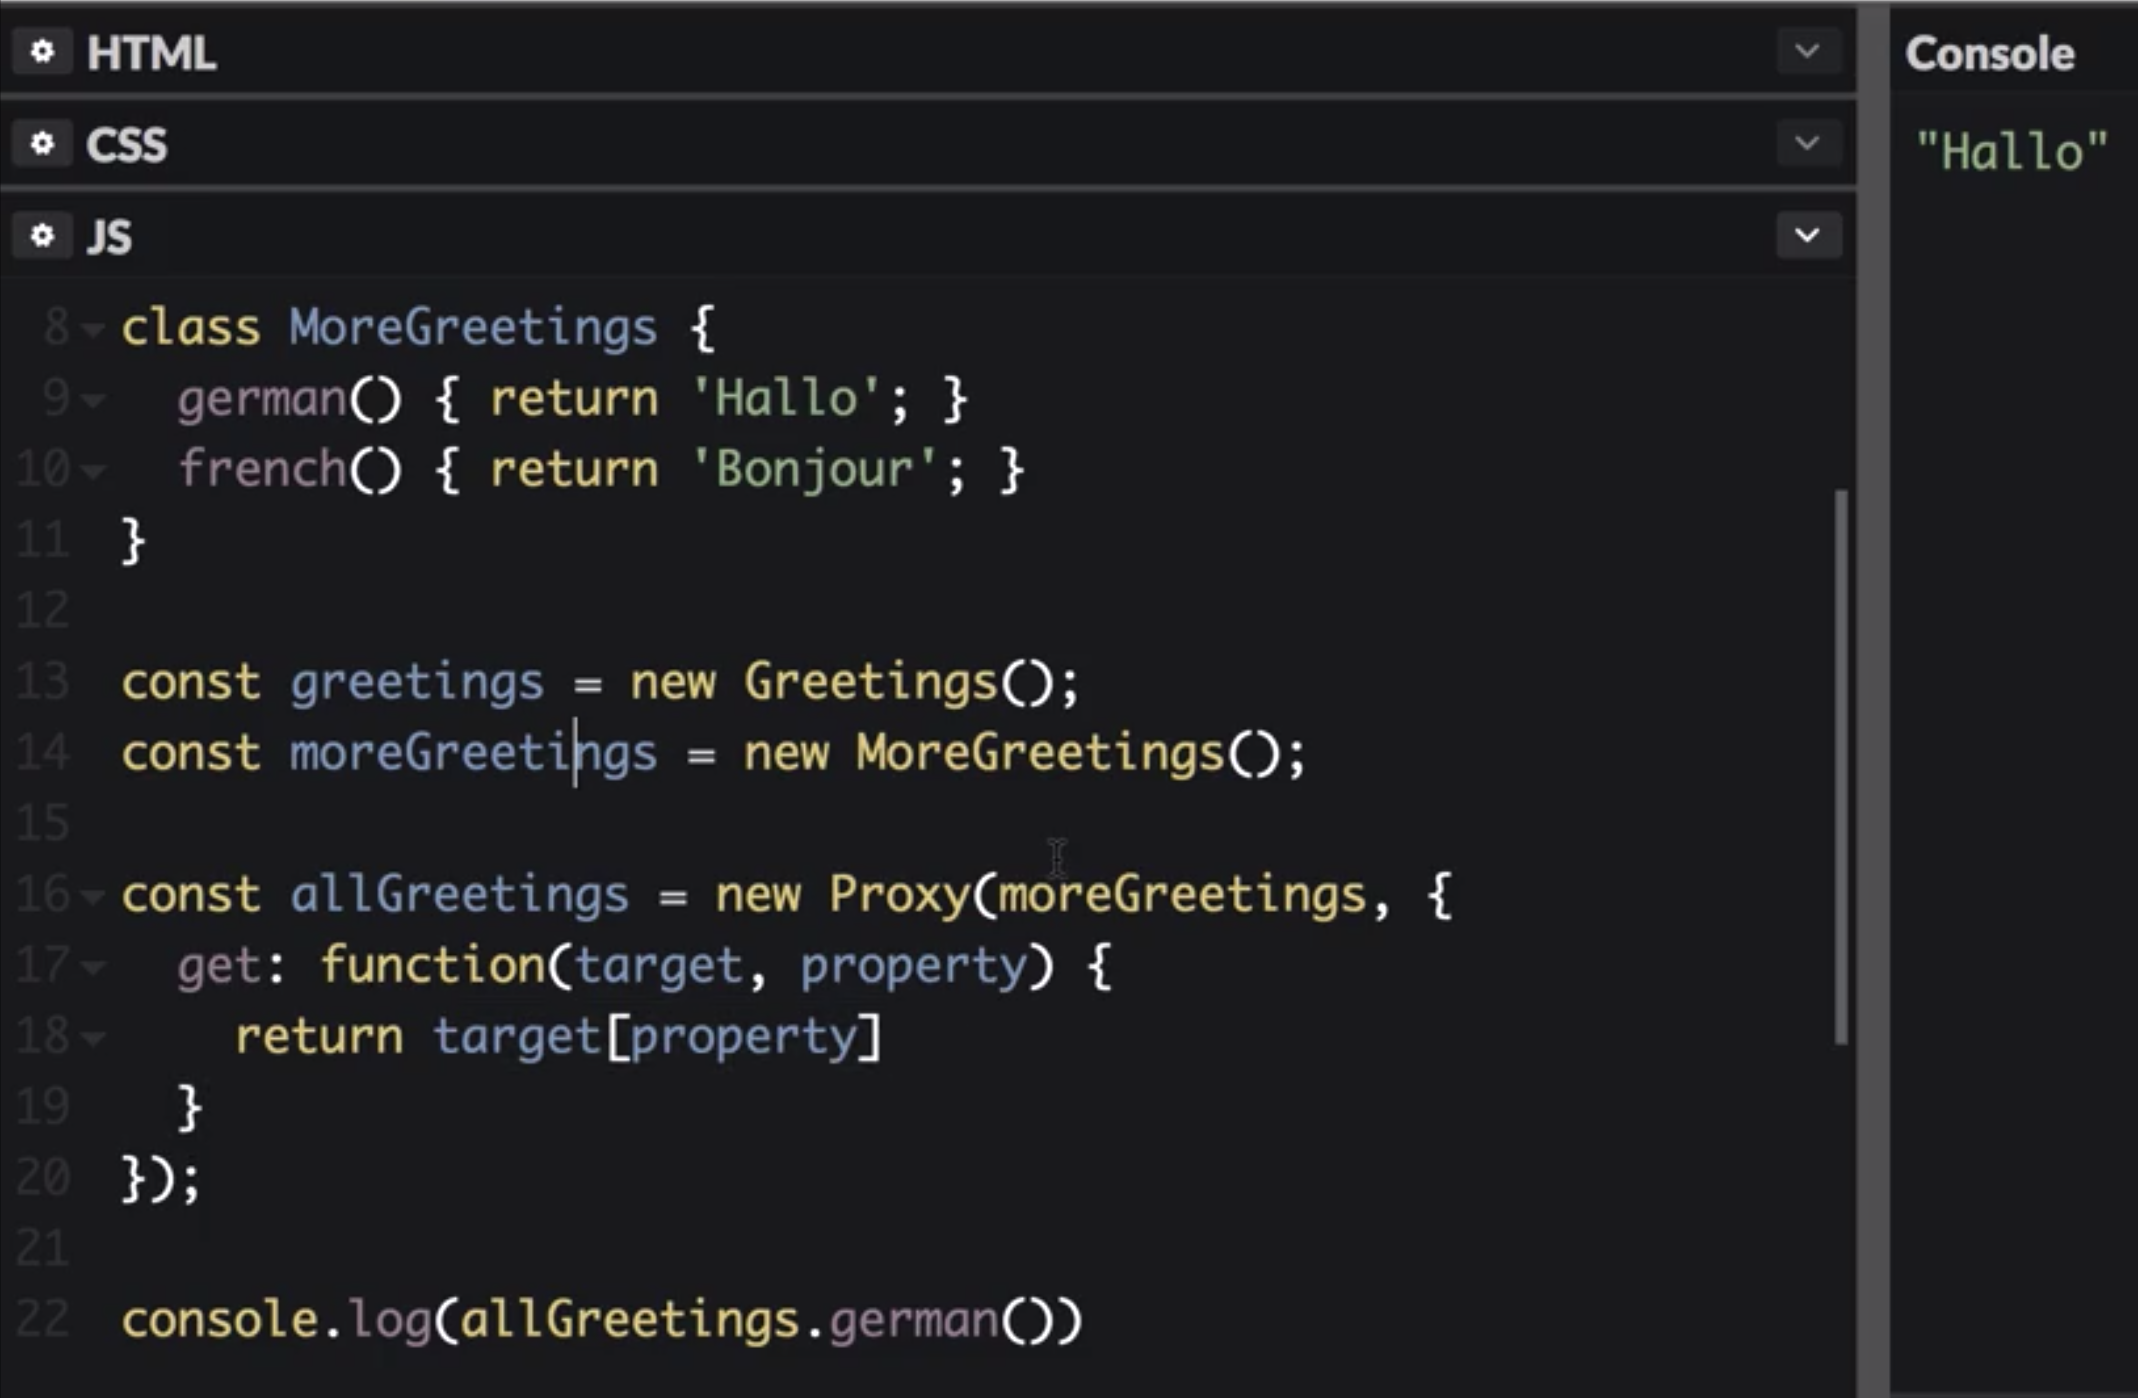 HTML
CSS
JS
8 class MoreGreetings {
9   german() { return 'Hallo'; }
10   french() { return 'Bonjour'; }
11 }
12
13 const greetings = new Greetings();
14 const moreGreetings = new MoreGreetings();
15
16 const allGreetings = new Proxy(moreGreetings, {
17   get: function(target, property) {
18     return target[property]
19   }
20 });
21
22 console.log(allGreetings.german())
Console
"Hallo"